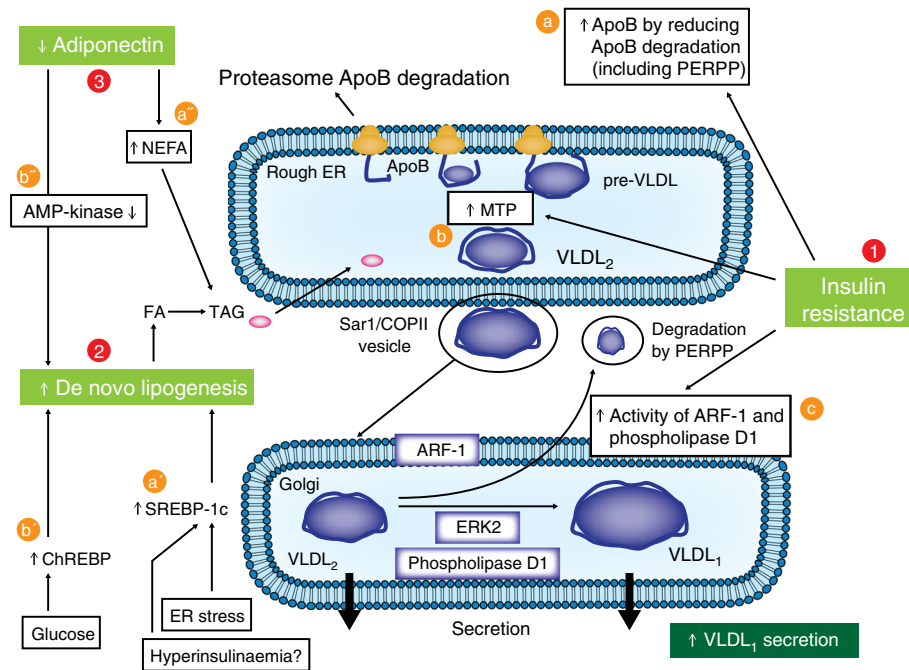 a
↑ ApoB by reducing
ApoB degradation
(including PERPP)
↓ Adiponectin
3
Proteasome ApoB degradation
a˝
↑ NEFA
b˝
AMP-kinase ↓
Rough ER
ApoB
pre-VLDL
↑ MTP
b
VLDL₂
1
Insulin
resistance
FA
TAG
Sar1/COPII
vesicle
Degradation
by PERPP
2
↑ De novo lipogenesis
c
↑ Activity of ARF-1 and
phospholipase D1
ARF-1
Golgi
a´
↑ SREBP-1c
b´
↑ ChREBP
ERK2
VLDL₂
VLDL₁
Phospholipase D1
ER stress
Glucose
Hyperinsulinaemia?
Secretion
↑ VLDL₁ secretion